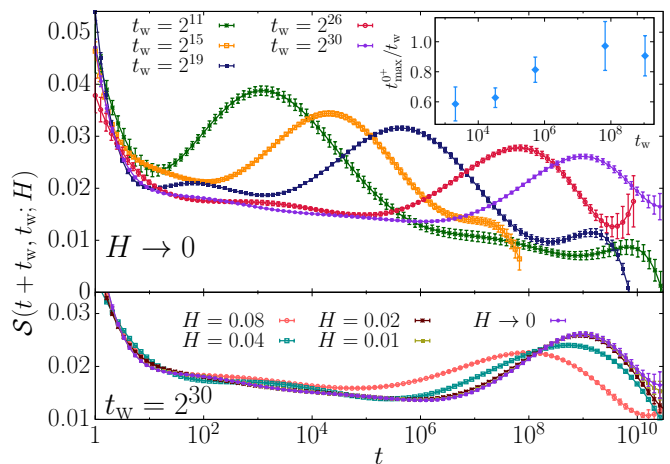 0.05
0.04
0.03
0.02
0.01
0
t_w = 2^11
t_w = 2^15
t_w = 2^19
t_w = 2^26
t_w = 2^30
t^{0+}_max/t_w
1.0
0.8
0.6
10^4
10^6
10^8
t_w
H → 0
S(t + t_w, t_w; H)
0.03
0.02
0.01
H = 0.08
H = 0.04
H = 0.02
H = 0.01
H → 0
t_w = 2^30
1
10^2
10^4
10^6
10^8
10^10
t